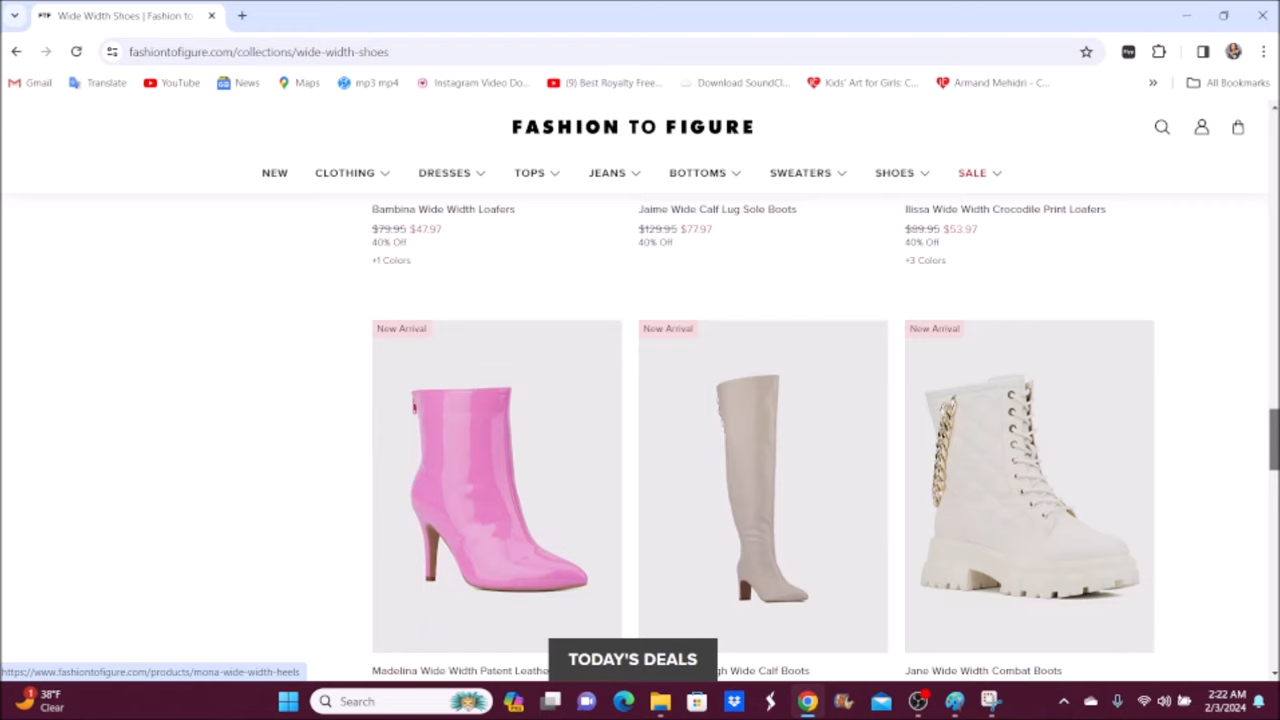 FTF Wide Width Shoes | Fashion to
fashiontofigure.com/collections/wide-width-shoes
Gmail Translate YouTube News Maps mp3 mp4 Instagram Video Do... (9) Best Royalty Free... Download SoundCl... Kids' Art for Girls: C... Armand Mehidri - C... » All Bookmarks
FASHION TO FIGURE
NEW CLOTHING DRESSES TOPS JEANS BOTTOMS SWEATERS SHOES SALE
Bambina Wide Width Loafers
$79.95 $47.97
40% Off
+1 Colors
Jaime Wide Calf Lug Sole Boots
$129.95 $77.97
40% Off
Ilissa Wide Width Crocodile Print Loafers
$89.95 $53.97
40% Off
+3 Colors
New Arrival New Arrival New Arrival
TODAY'S DEALS
Madelina Wide Width Patent Leathe
gh Wide Calf Boots
Jane Wide Width Combat Boots
https://www.fashiontofigure.com/products/mona-wide-width-heels
1
38°F
Clear
Search
2:22 AM
2/3/2024